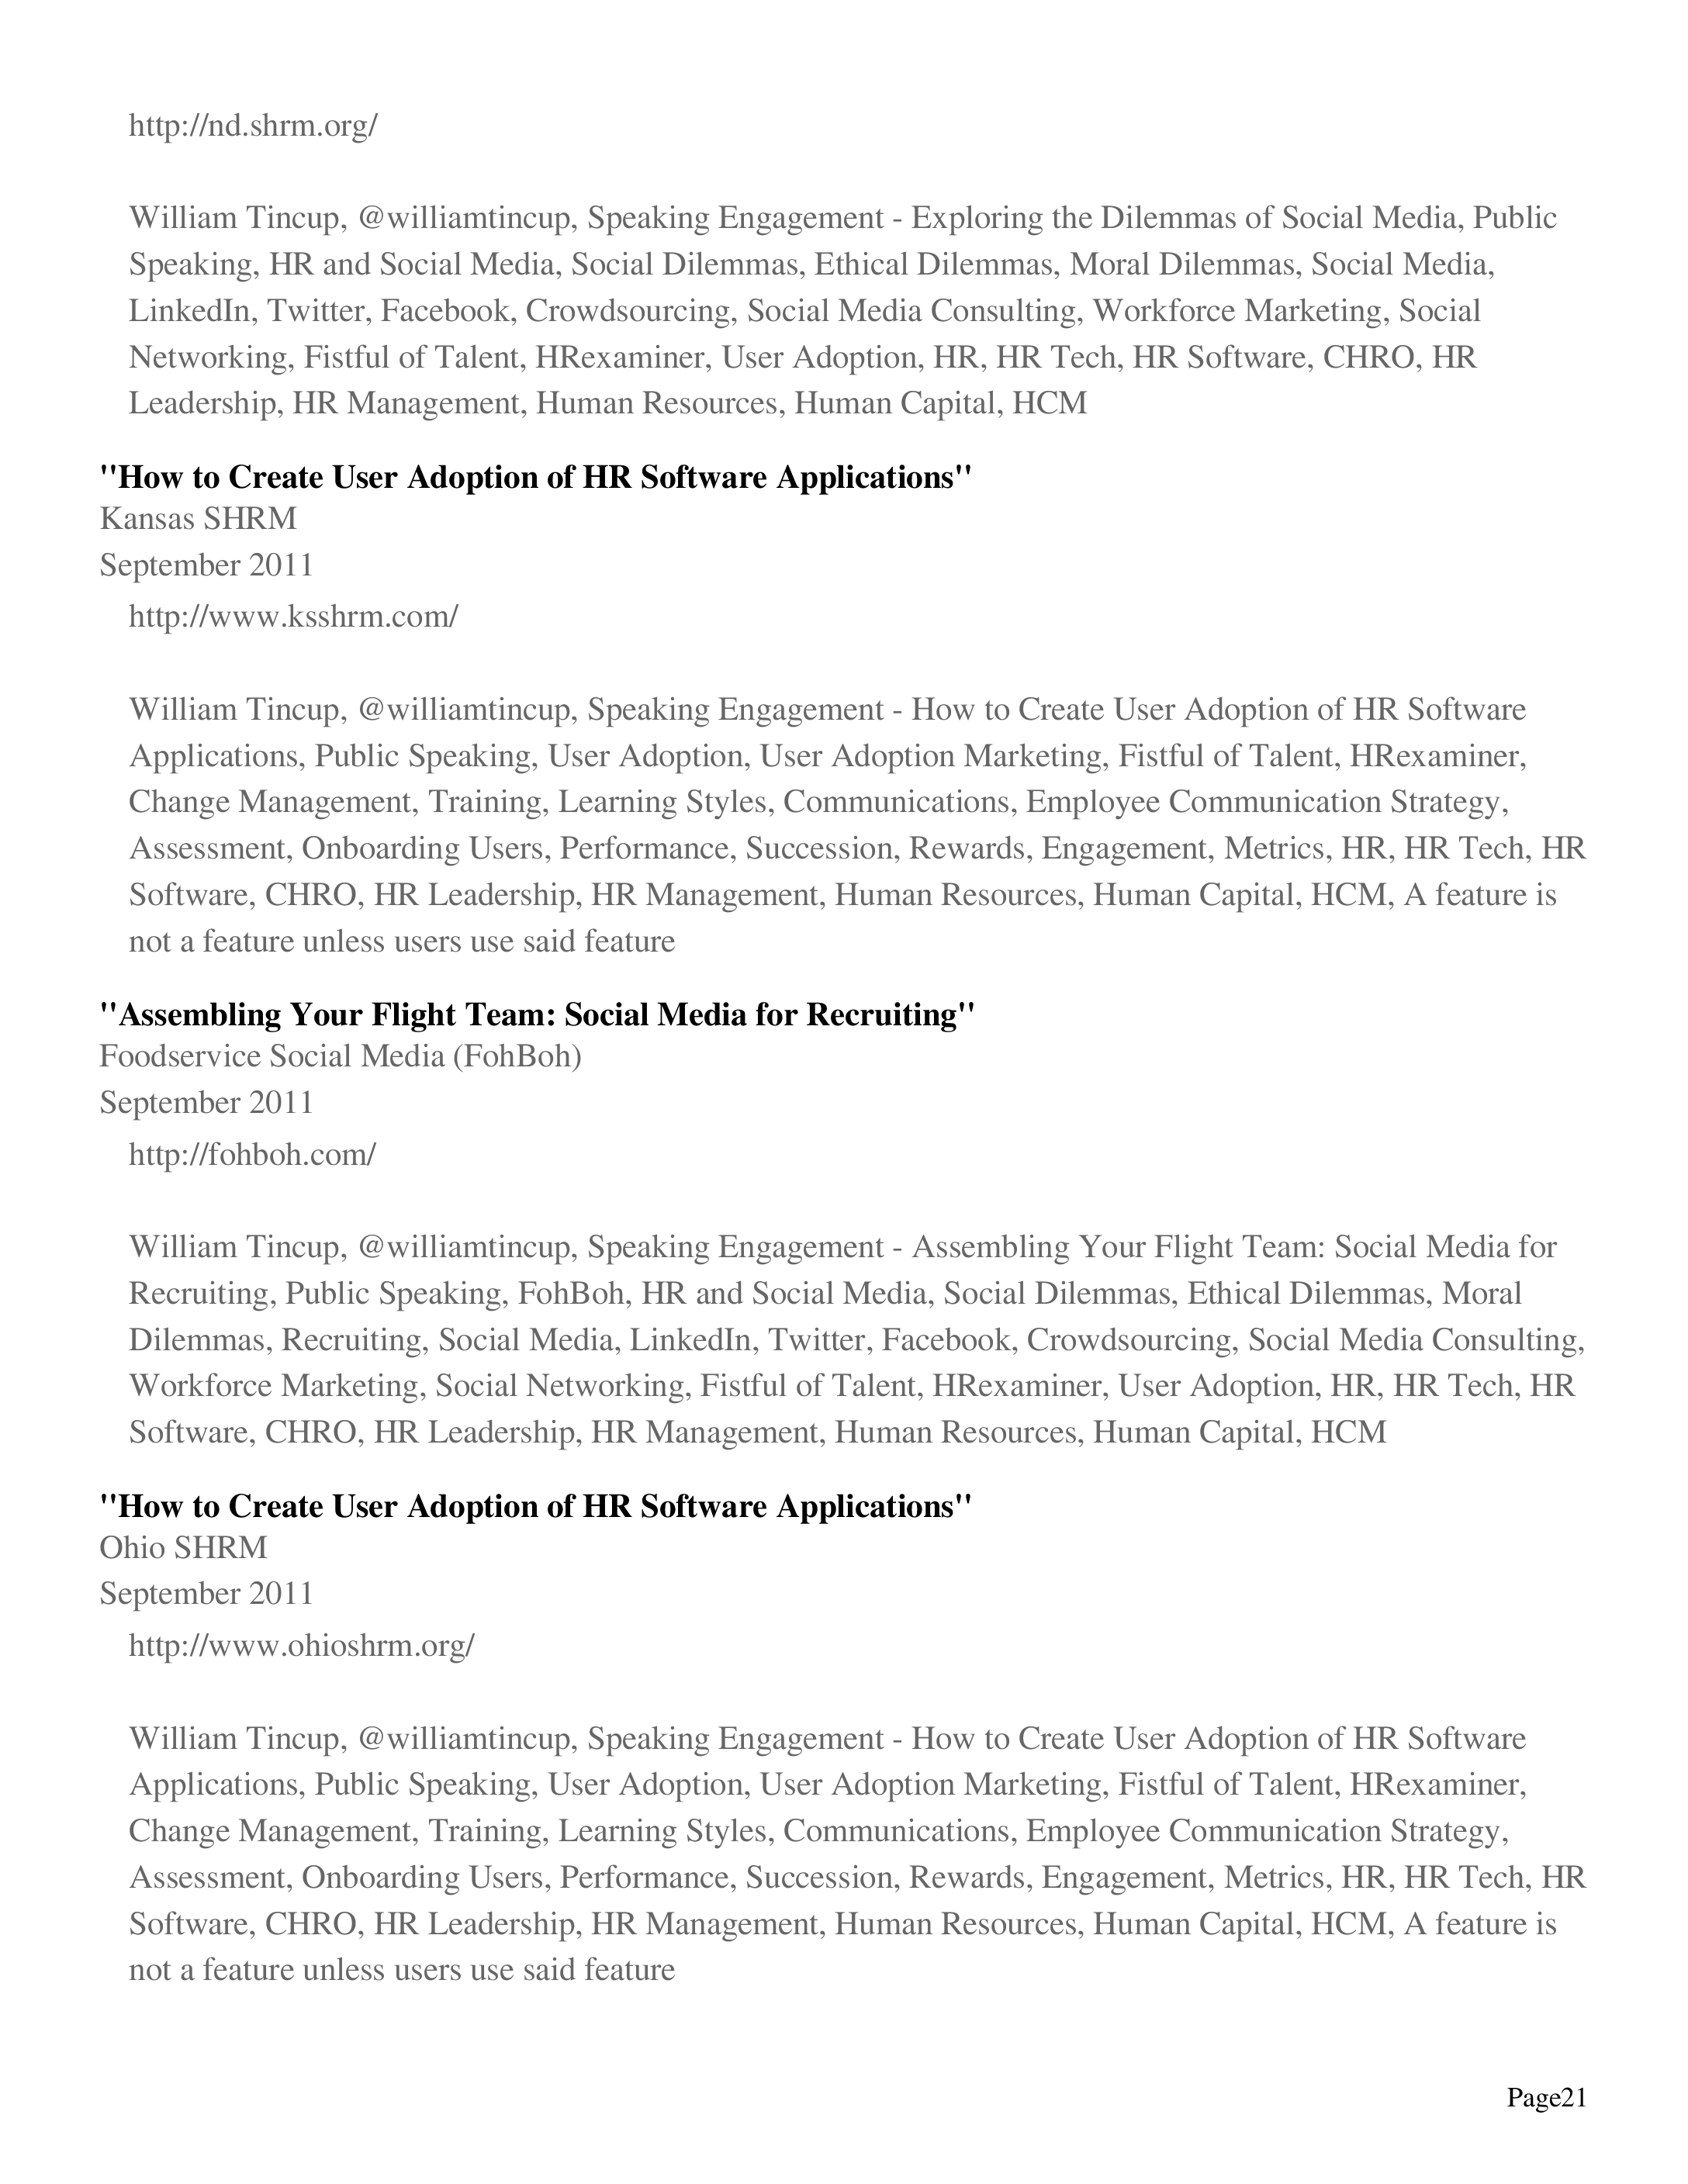 http://nd.shrm.org/
William Tincup, @williamtincup, Speaking Engagement - Exploring the Dilemmas of Social Media, Public
Speaking, HR and Social Media, Social Dilemmas, Ethical Dilemmas, Moral Dilemmas, Social Media,
LinkedIn, Twitter, Facebook, Crowdsourcing, Social Media Consulting, Workforce Marketing, Social
Networking, Fistful of Talent, HRexaminer, User Adoption, HR, HR Tech, HR Software, CHRO, HR
Leadership, HR Management, Human Resources, Human Capital, HCM
"How to Create User Adoption of HR Software Applications"
Kansas SHRM
September 2011
http://www.ksshrm.com/
William Tincup, @williamtincup, Speaking Engagement - How to Create User Adoption of HR Software
Applications, Public Speaking, User Adoption, User Adoption Marketing, Fistful of Talent, HRexaminer,
Change Management, Training, Learning Styles, Communications, Employee Communication Strategy,
Assessment, Onboarding Users, Performance, Succession, Rewards, Engagement, Metrics, HR, HR Tech, HR
Software, CHRO, HR Leadership, HR Management, Human Resources, Human Capital, HCM, A feature is
not a feature unless users use said feature
"Assembling Your Flight Team: Social Media for Recruiting"
Foodservice Social Media (FohBoh)
September 2011
http://fohboh.com/
William Tincup, @williamtincup, Speaking Engagement - Assembling Your Flight Team: Social Media for
Recruiting, Public Speaking, FohBoh, HR and Social Media, Social Dilemmas, Ethical Dilemmas, Moral
Dilemmas, Recruiting, Social Media, LinkedIn, Twitter, Facebook, Crowdsourcing, Social Media Consulting,
Workforce Marketing, Social Networking, Fistful of Talent, HRexaminer, User Adoption, HR, HR Tech, HR
Software, CHRO, HR Leadership, HR Management, Human Resources, Human Capital, HCM
"How to Create User Adoption of HR Software Applications"
Ohio SHRM
September 2011
http://www.ohioshrm.org/
William Tincup, @williamtincup, Speaking Engagement - How to Create User Adoption of HR Software
Applications, Public Speaking, User Adoption, User Adoption Marketing, Fistful of Talent, HRexaminer,
Change Management, Training, Learning Styles, Communications, Employee Communication Strategy,
Assessment, Onboarding Users, Performance, Succession, Rewards, Engagement, Metrics, HR, HR Tech, HR
Software, CHRO, HR Leadership, HR Management, Human Resources, Human Capital, HCM, A feature is
not a feature unless users use said feature
Page21